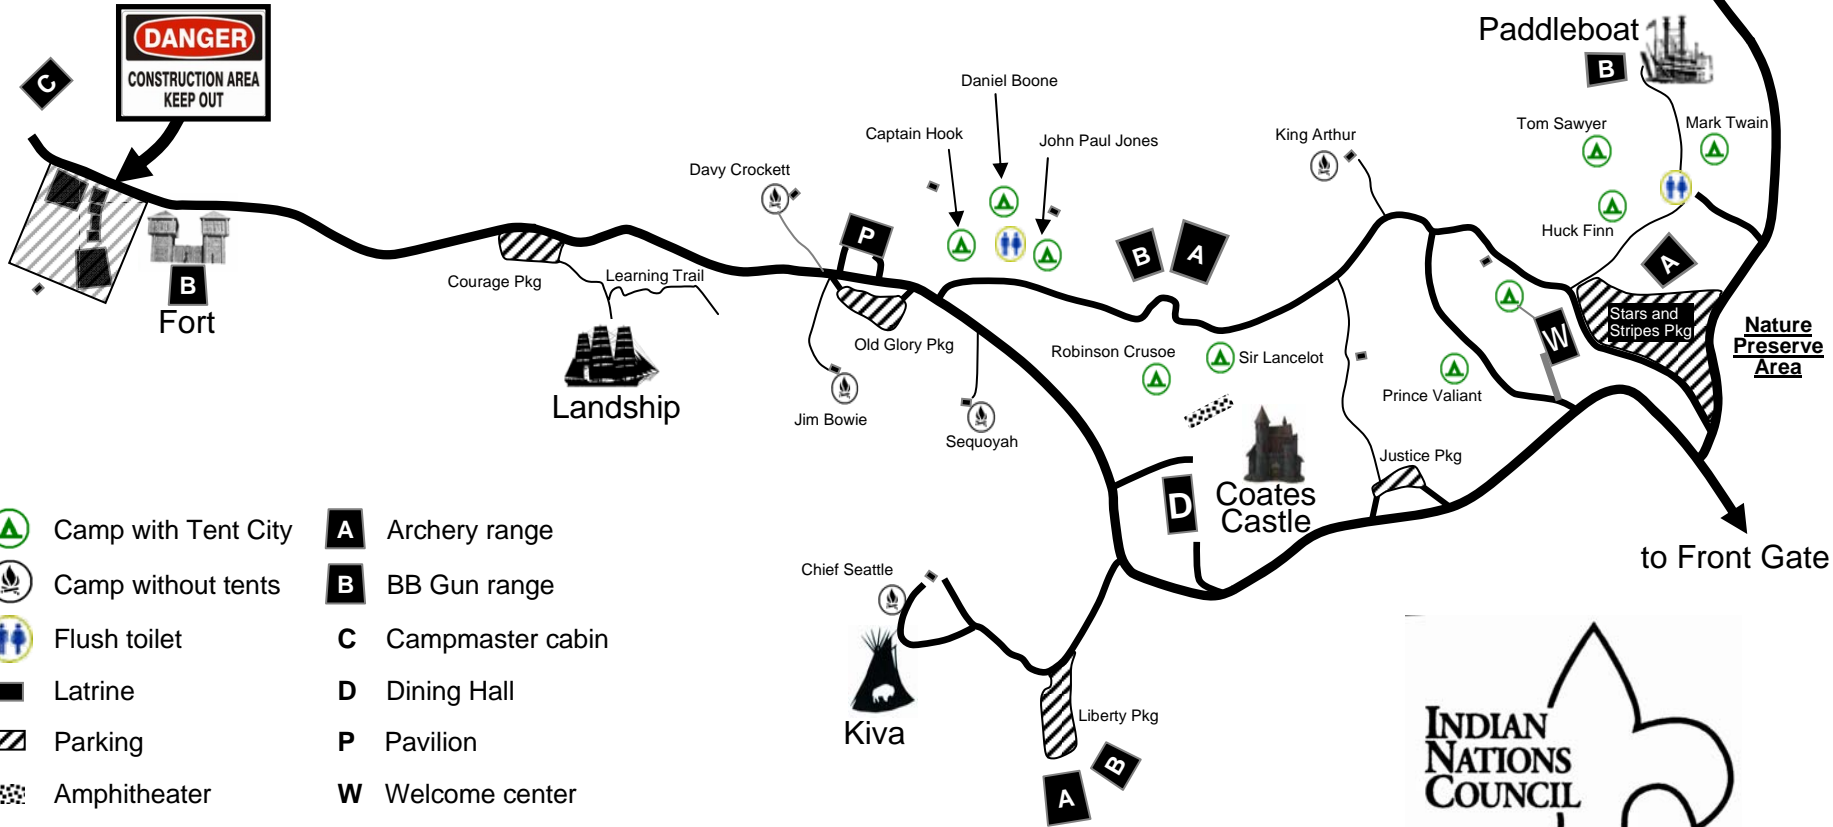 Paddleboat
B
DANGER
CONSTRUCTION AREA
KEEP OUT
C
Daniel Boone
Captain Hook
John Paul Jones
King Arthur
Tom Sawyer
Mark Twain
Davy Crockett
Huck Finn
P
B
A
A
B
Fort
Courage Pkg
Learning Trail
Landship
Old Glory Pkg
Jim Bowie
Sequoyah
Robinson Crusoe
Sir Lancelot
Prince Valiant
W
Stars and
Stripes Pkg
Nature
Preserve
Area
Justice Pkg
D
Coates
Castle
to Front Gate
Chief Seattle
Kiva
Liberty Pkg
B
A
Camp with Tent City
Camp without tents
Flush toilet
Latrine
Parking
Amphitheater
A Archery range
B BB Gun range
C Campmaster cabin
D Dining Hall
P Pavilion
W Welcome center
INDIAN
NATIONS
COUNCIL